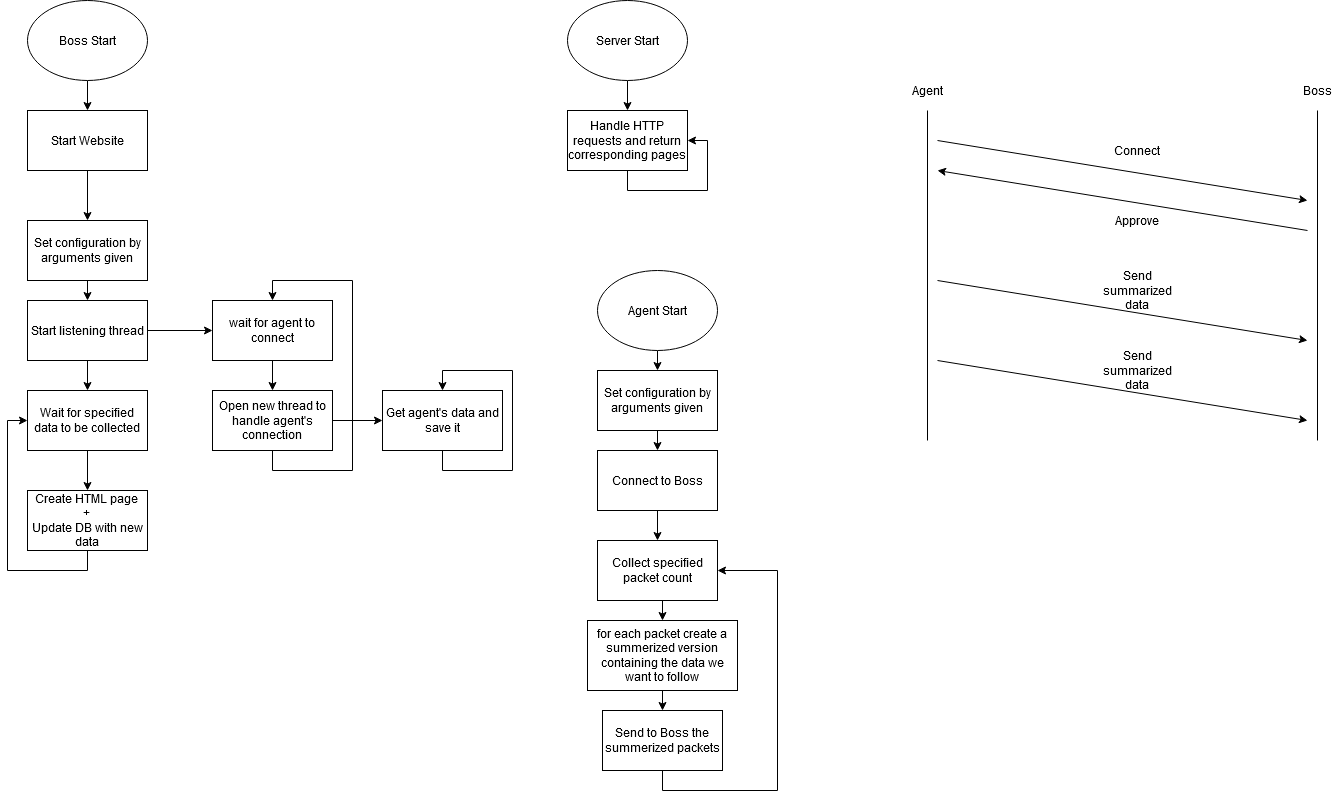 Boss Start
Start Website
Set configuration by
arguments given
Start listening thread
wait for agent to
connect
Wait for specified
data to be collected
Open new thread to
handle agent's
connection
Get agent's data and
save it
Create HTML page
+
Update DB with new
data
Server Start
Handle HTTP
requests and return
corresponding pages
Agent Start
Set configuration by
arguments given
Connect to Boss
Collect specified
packet count
for each packet create a
summerized version
containing the data we
want to follow
Send to Boss the
summerized packets
Agent
Boss
Connect
Approve
Send
summarized
data
Send
summarized
data